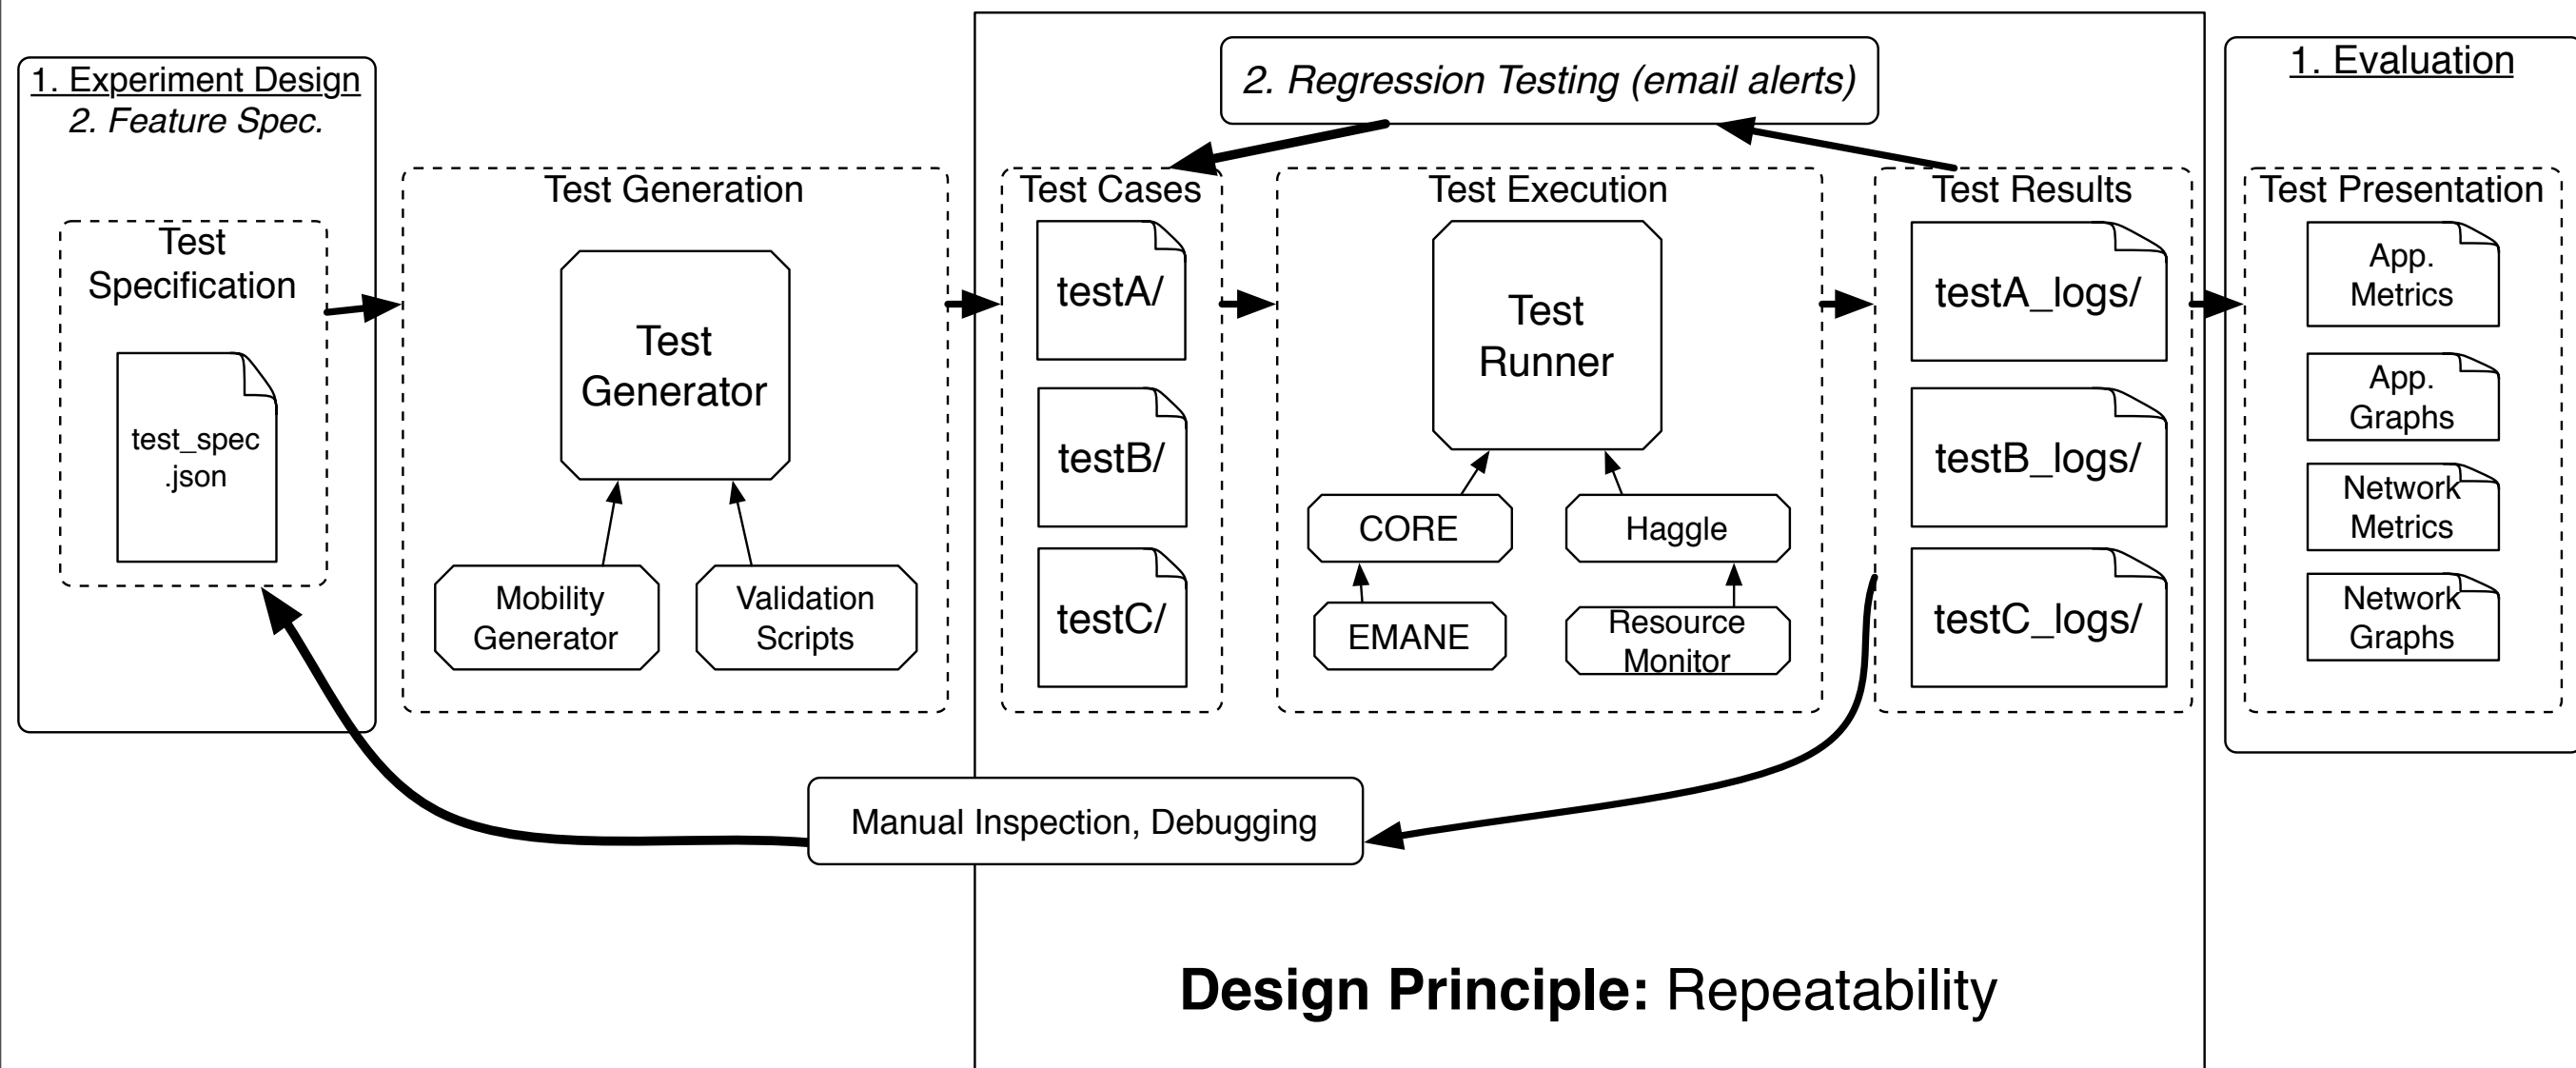 1. Experiment Design
2. Feature Spec.
Test
Specification
test_spec
.json
Test Generation
Test
Generator
Mobility
Generator
Validation
Scripts
2. Regression Testing (email alerts)
Test Cases
testA/
testB/
testC/
Test Execution
Test
Runner
CORE
Haggle
EMANE
Resource
Monitor
Test Results
testA_logs/
testB_logs/
testC_logs/
1. Evaluation
Test Presentation
App.
Metrics
App.
Graphs
Network
Metrics
Network
Graphs
Manual Inspection, Debugging
Design Principle: Repeatability